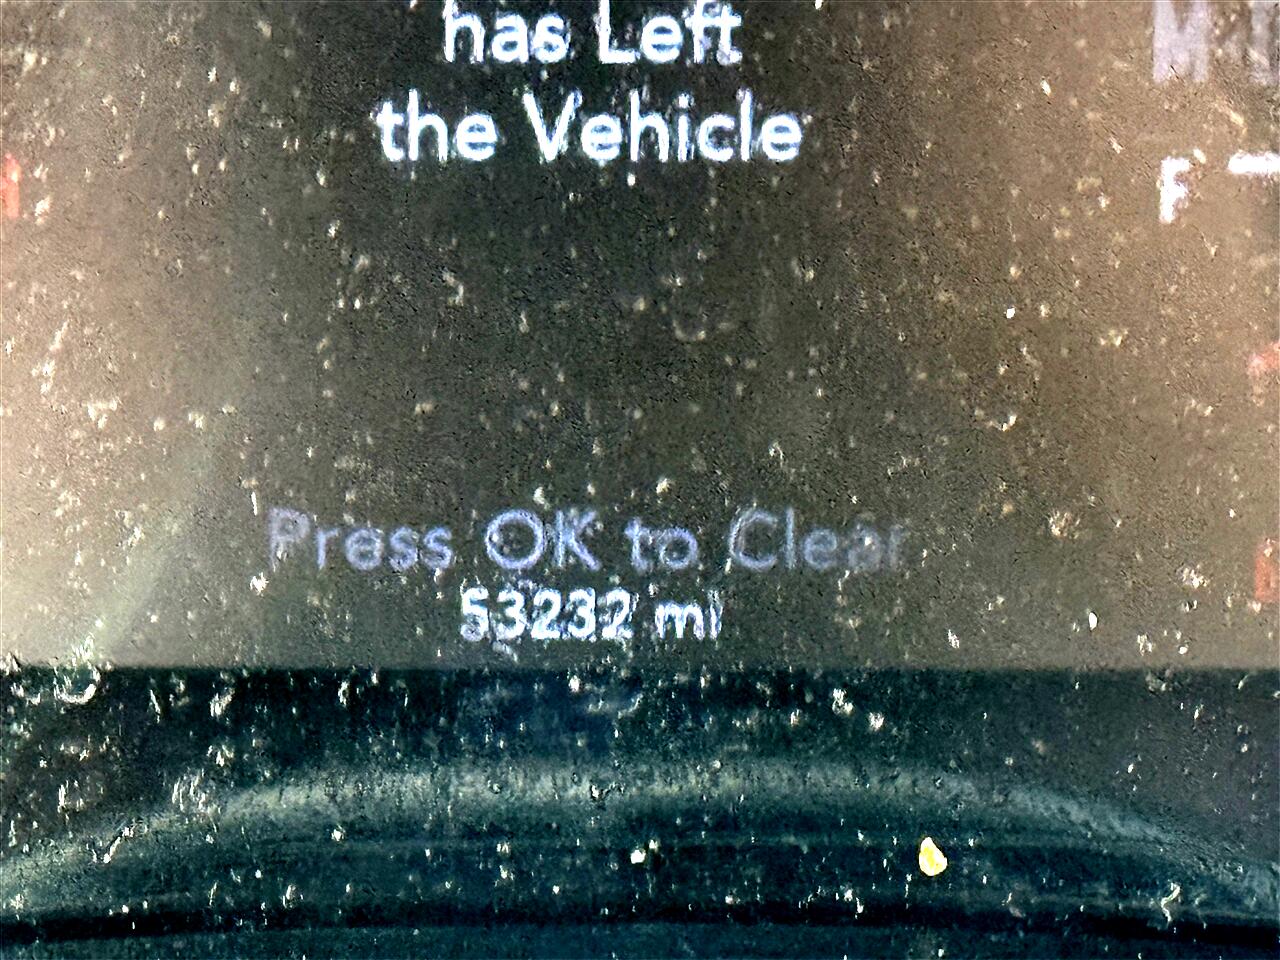 has Left
the Vehicle
F
Press OK to Clear
53232 mi